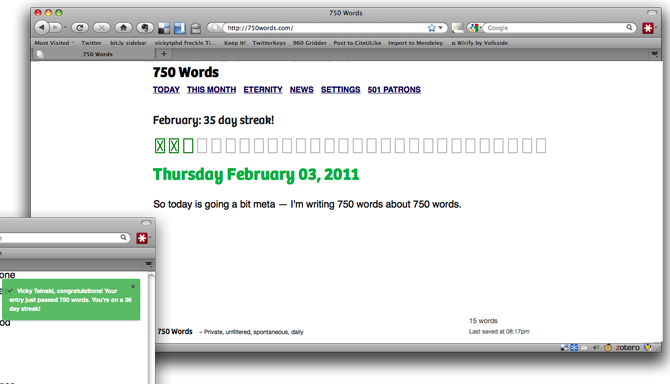 750 Words
http://750words.com/
Google
Most Visited
Twitter
bit.ly sidebar
vickytphd freckle Ti...
Keep It!
TwitterKeys
960 Gridder
Post to CiteULike
Import to Mendeley
Wirify by Volkside
750 Words
750 Words
TODAY THIS MONTH ETERNITY NEWS SETTINGS 501 PATRONS
February: 35 day streak!
Thursday February 03, 2011
So today is going a bit meta — I'm writing 750 words about 750 words.
15 words
750 Words – Private, unfiltered, spontaneous, daily
Last saved at 08:17pm
zotero
one
Vicky Teinaki, congratulations! Your
entry just passed 750 words. You're on a 36
day streak!